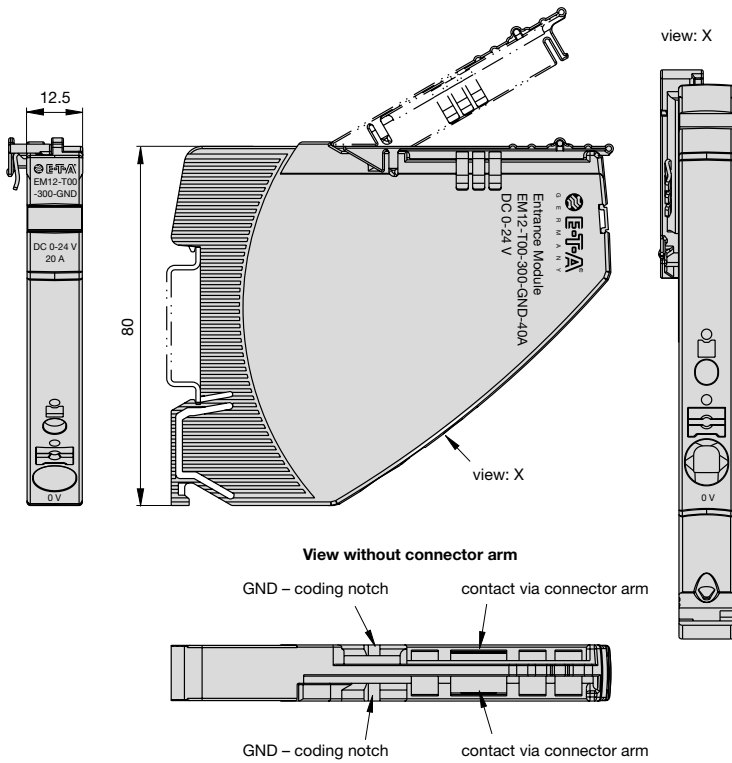 view: X
12.5
E-T-A
EM12-T00
-300-GND
DC 0-24 V
20 A
0 V
80
E-T-A®
GERMANY
Entrance Module
EM12-T00-300-GND-40A
DC 0-24 V
view: X
0 V
View without connector arm
GND – coding notch
contact via connector arm
GND – coding notch
contact via connector arm